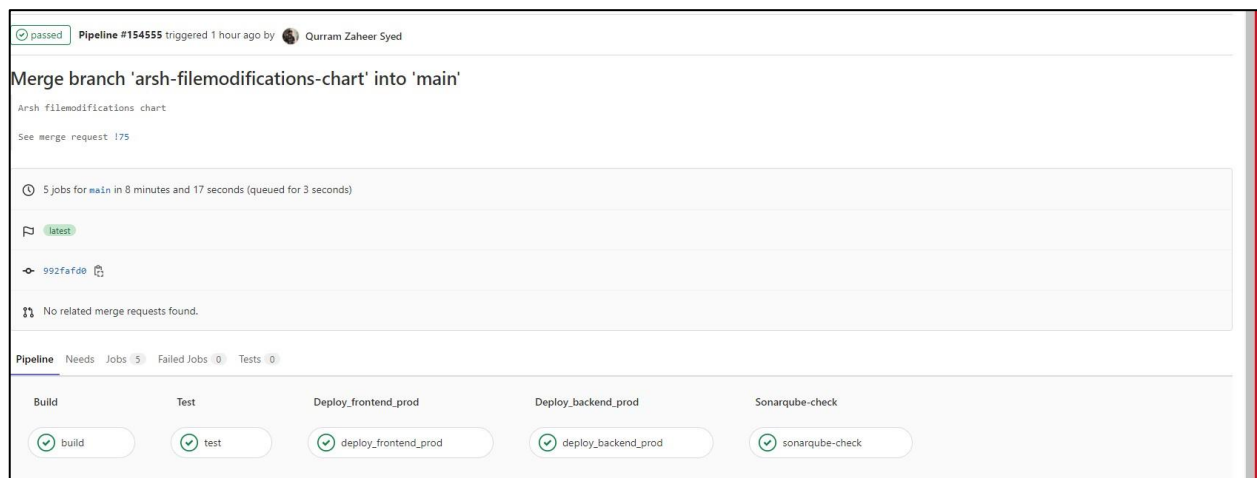 passed Pipeline #154555 triggered 1 hour ago by Qurram Zaheer Syed
Merge branch 'arsh-filemodifications-chart' into 'main'
Arsh filemodifications chart
See merge request !75
5 jobs for main in 8 minutes and 17 seconds (queued for 3 seconds)
latest
992fafd0
No related merge requests found.
Pipeline Needs Jobs 5 Failed Jobs 0 Tests 0
Build Test Deploy_frontend_prod Deploy_backend_prod Sonarqube-check
build test deploy_frontend_prod deploy_backend_prod sonarqube-check